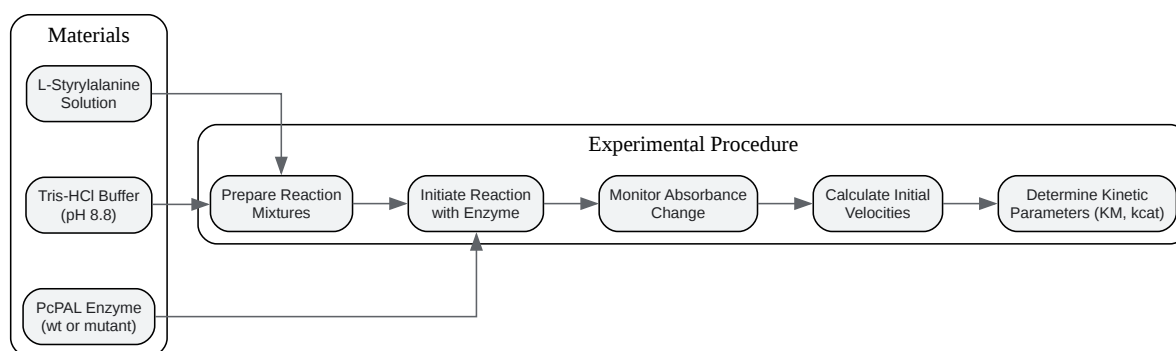 Materials
L-Styrylalanine
Solution
Tris-HCl Buffer
(pH 8.8)
PcPAL Enzyme
(wt or mutant)
Experimental Procedure
Prepare Reaction
Mixtures
Initiate Reaction
with Enzyme
Monitor Absorbance
Change
Calculate Initial
Velocities
Determine Kinetic
Parameters (KM, kcat)